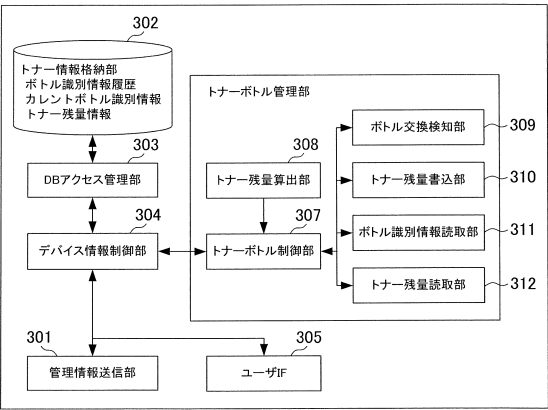 302
トナー情報格納部
ボトル識別情報履歴
カレントボトル識別情報
トナー残量情報
303
DBアクセス管理部
304
デバイス情報制御部
301
管理情報送信部
305
ユーザIF
トナーボトル管理部
308
トナー残量算出部
307
トナーボトル制御部
ボトル交換検知部
309
トナー残量書込部
310
ボトル識別情報読取部
311
トナー残量読取部
312